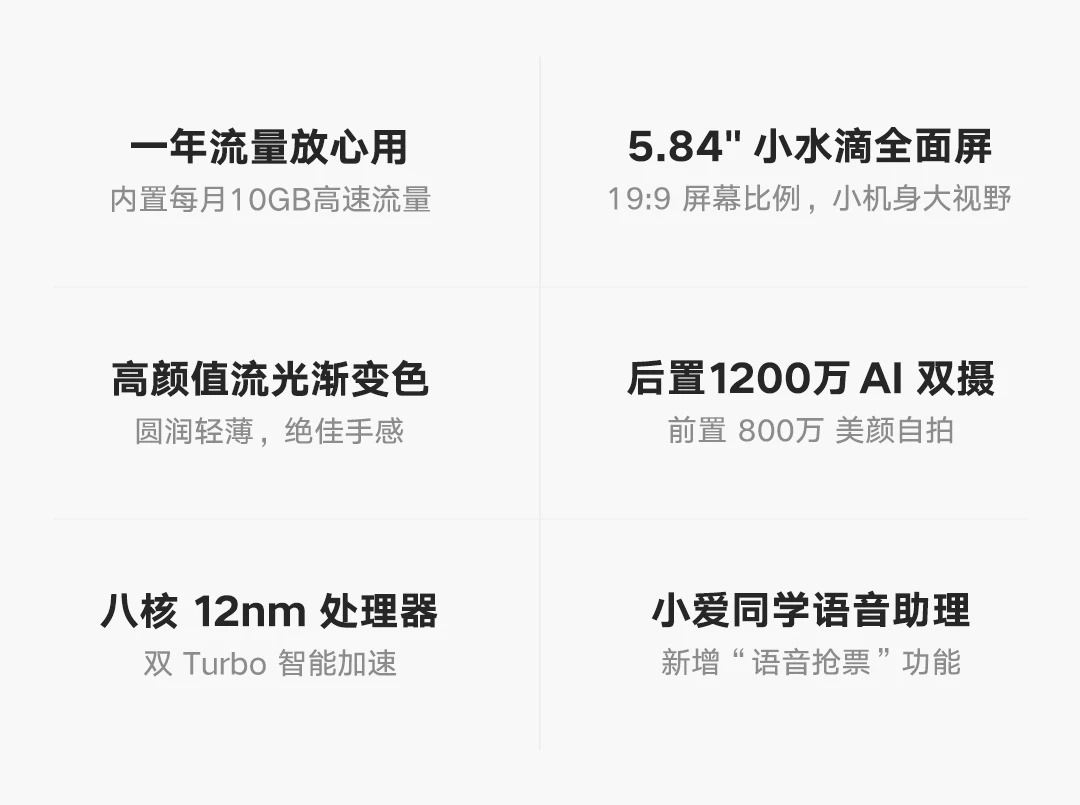 一年流量放心用
内置每月10GB高速流量
5.84" 小水滴全面屏
19:9 屏幕比例，小机身大视野
高颜值流光渐变色
圆润轻薄，绝佳手感
后置1200万 AI 双摄
前置 800万 美颜自拍
八核 12nm 处理器
双 Turbo 智能加速
小爱同学语音助理
新增“语音抢票”功能